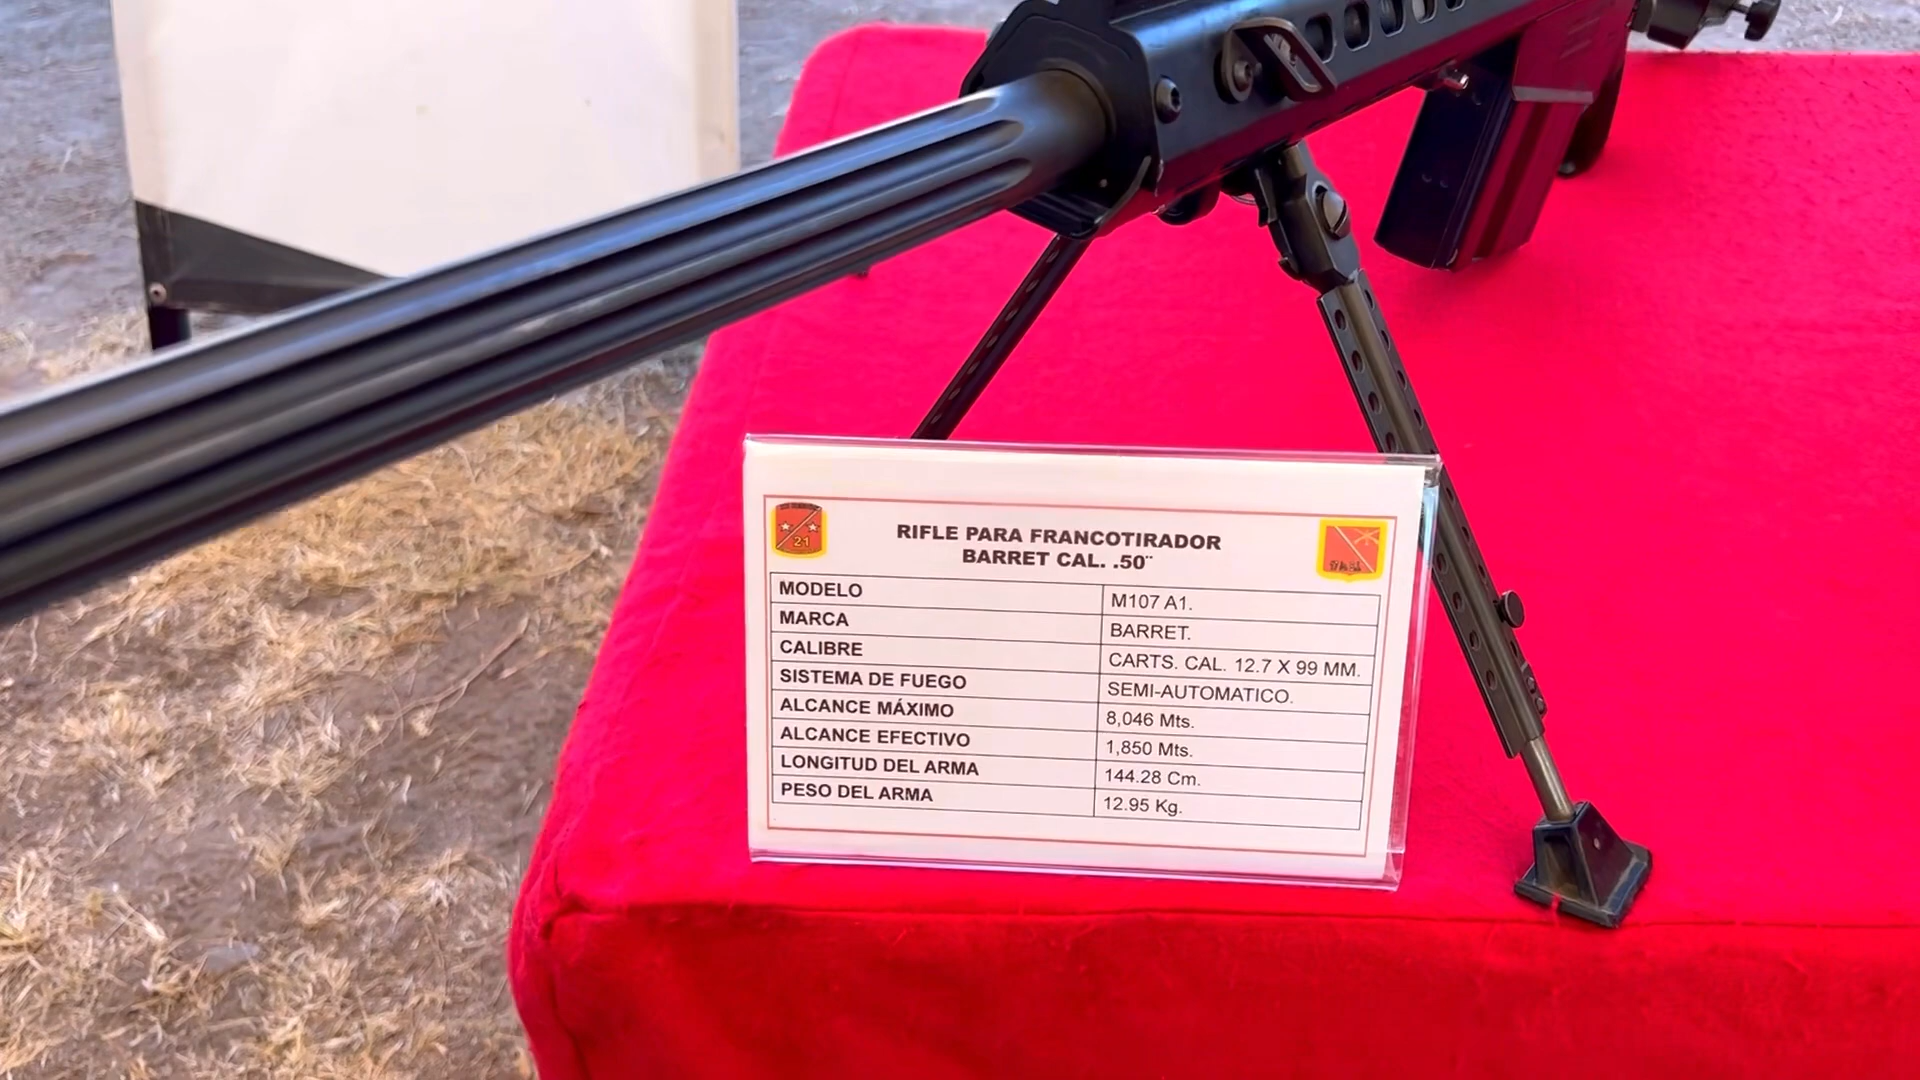 RIFLE PARA FRANCOTIRADOR
BARRET CAL. .50¨
21
MODELO M107 A1.
MARCA BARRET.
CALIBRE CARTS. CAL. 12.7 X 99 MM.
SISTEMA DE FUEGO SEMI-AUTOMATICO.
ALCANCE MÁXIMO 8,046 Mts.
ALCANCE EFECTIVO 1,850 Mts.
LONGITUD DEL ARMA 144.28 Cm.
PESO DEL ARMA 12.95 Kg.